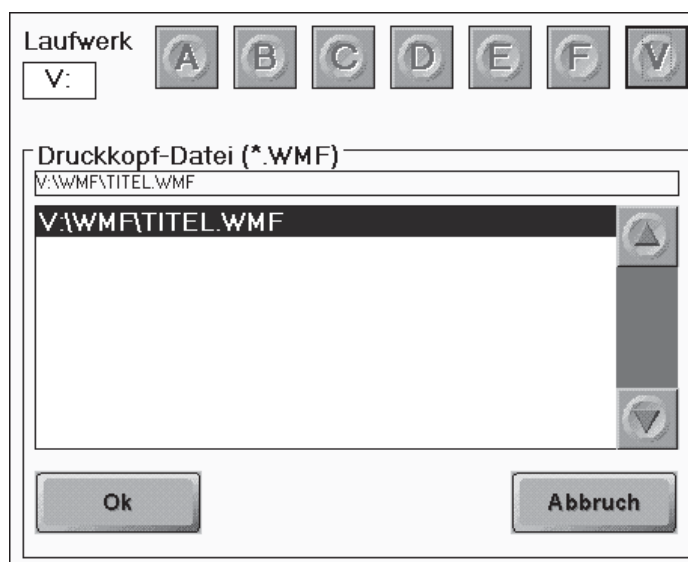 Laufwerk A B C D E F V
V:
Druckkopf-Datei (*.WMF)
V:\WMF\TITEL.WMF
V:\WMF\TITEL.WMF
Ok Abbruch